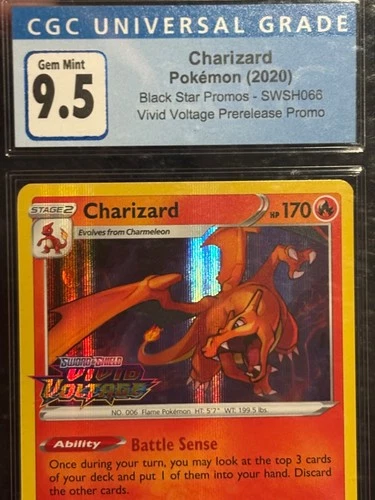 CGC UNIVERSAL GRADE
Gem Mint
9.5
Charizard
Pokémon (2020)
Black Star Promos - SWSH066
Vivid Voltage Prerelease Promo
STAGE 2
Charizard
HP 170
Evolves from Charmeleon
SWORD & SHIELD
VIVID
VOLTAGE
NO. 006 Flame Pokémon HT: 5'7" WT: 199.5 lbs.
Ability Battle Sense
Once during your turn, you may look at the top 3 cards
of your deck and put 1 of them into your hand. Discard
the other cards.